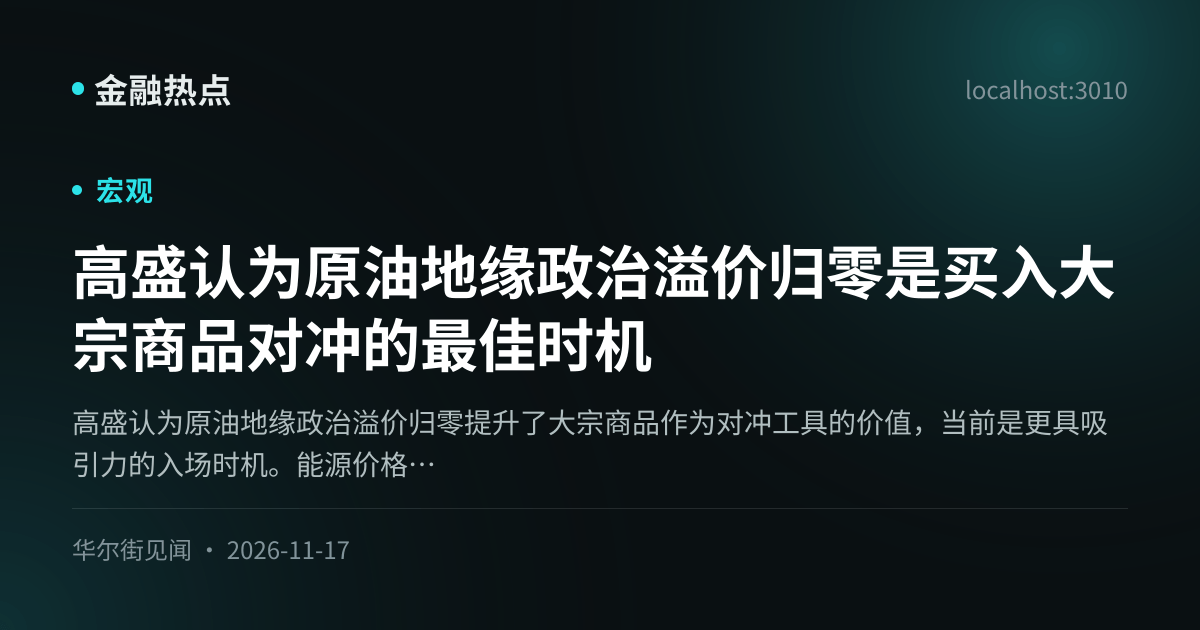 金融热点
localhost:3010
宏观
高盛认为原油地缘政治溢价归零是买入大
宗商品对冲的最佳时机
高盛认为原油地缘政治溢价归零提升了大宗商品作为对冲工具的价值，当前是更具吸
引力的入场时机。能源价格…
华尔街见闻 • 2026-11-17